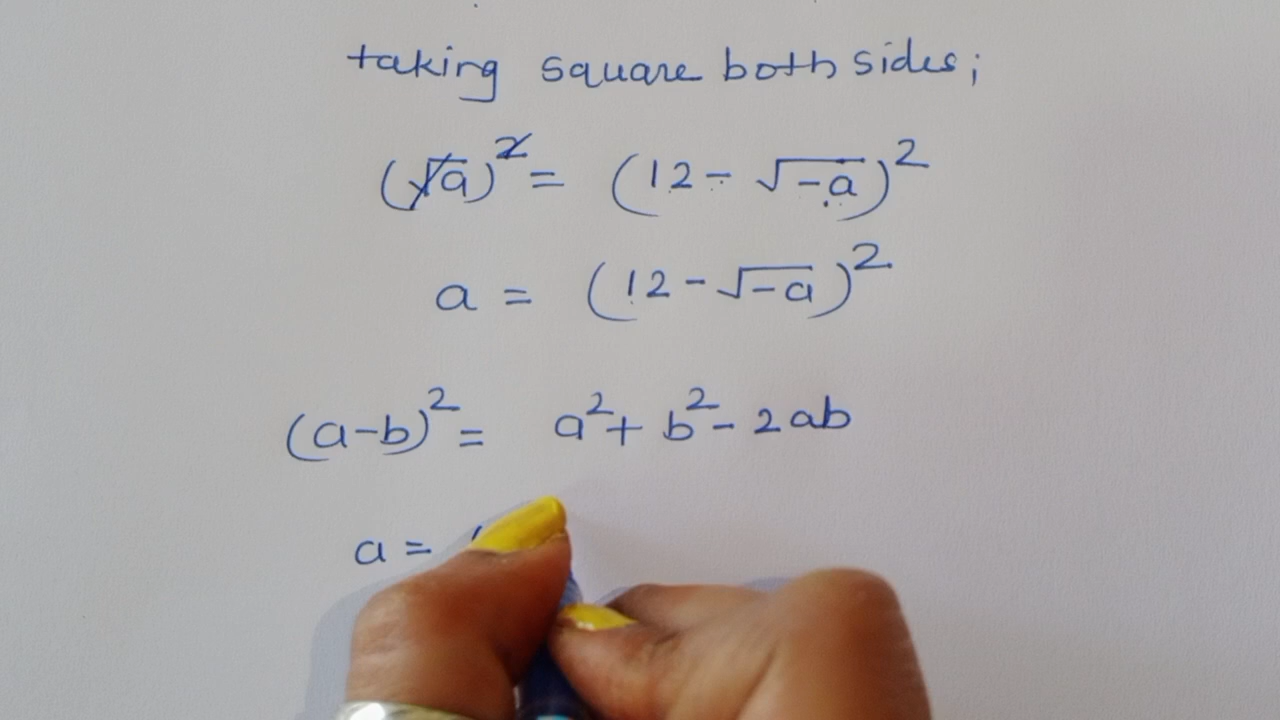 taking square both sides;
(√a)² = (12 - √-a)²
a = (12 - √-a)²
(a-b)² = a² + b² - 2ab
a = (